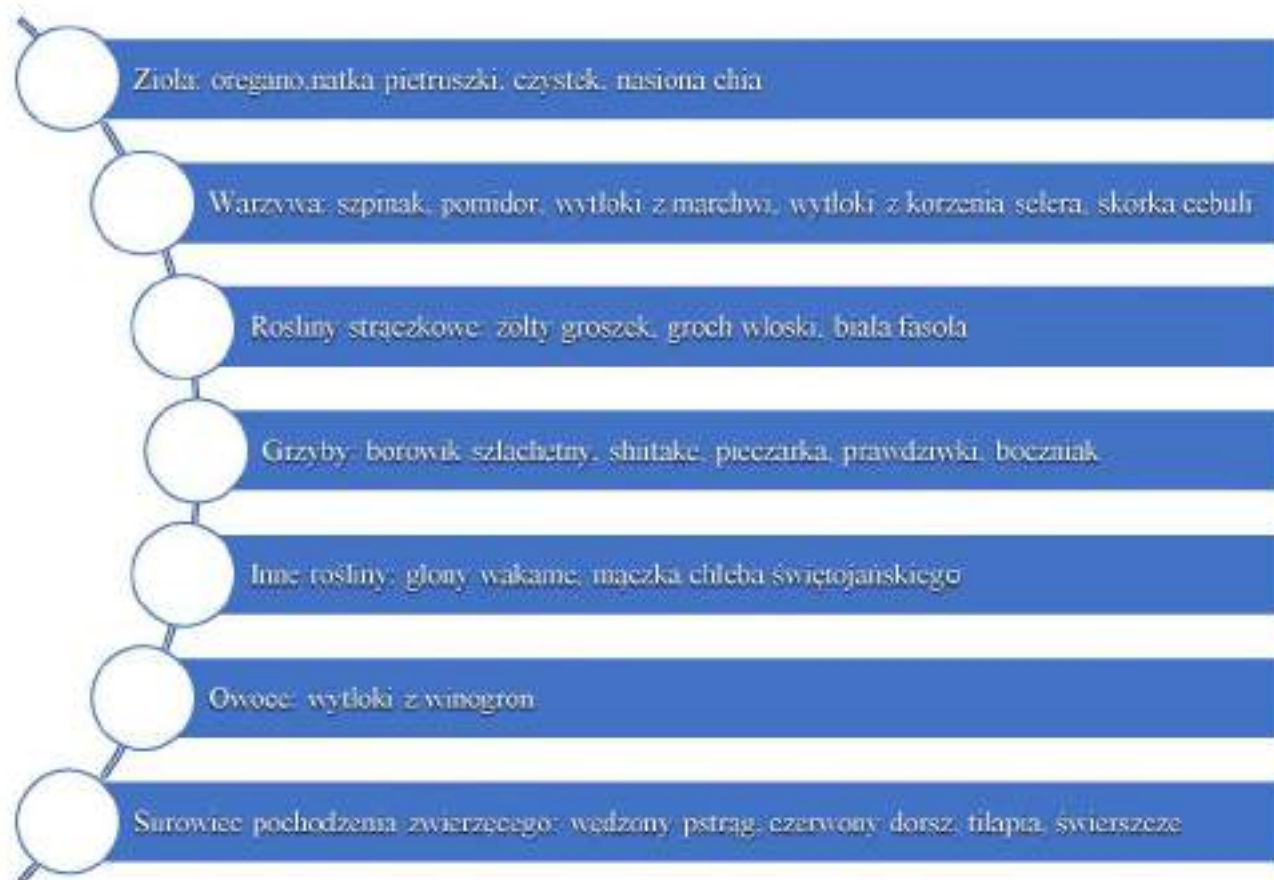 Zioła: oregano,natka pietruszki, czystek, nasiona chia
Warzywa: szpinak, pomidor, wytłoki z marchwi, wytłoki z korzenia selera, skórka cebuli
Rośliny strączkowe: żółty groszek, groch włoski, biała fasola
Grzyby: borowik szlachetny, shiitake, pieczarka, prawdziwki, boczniak
Inne rośliny: glony wakame, mączka chleba świętojańskiego
Owoce: wytłoki z winogron
Surowiec pochodzenia zwierzęcego: wędzony pstrąg, czerwony dorsz, tilapia, świerszcze